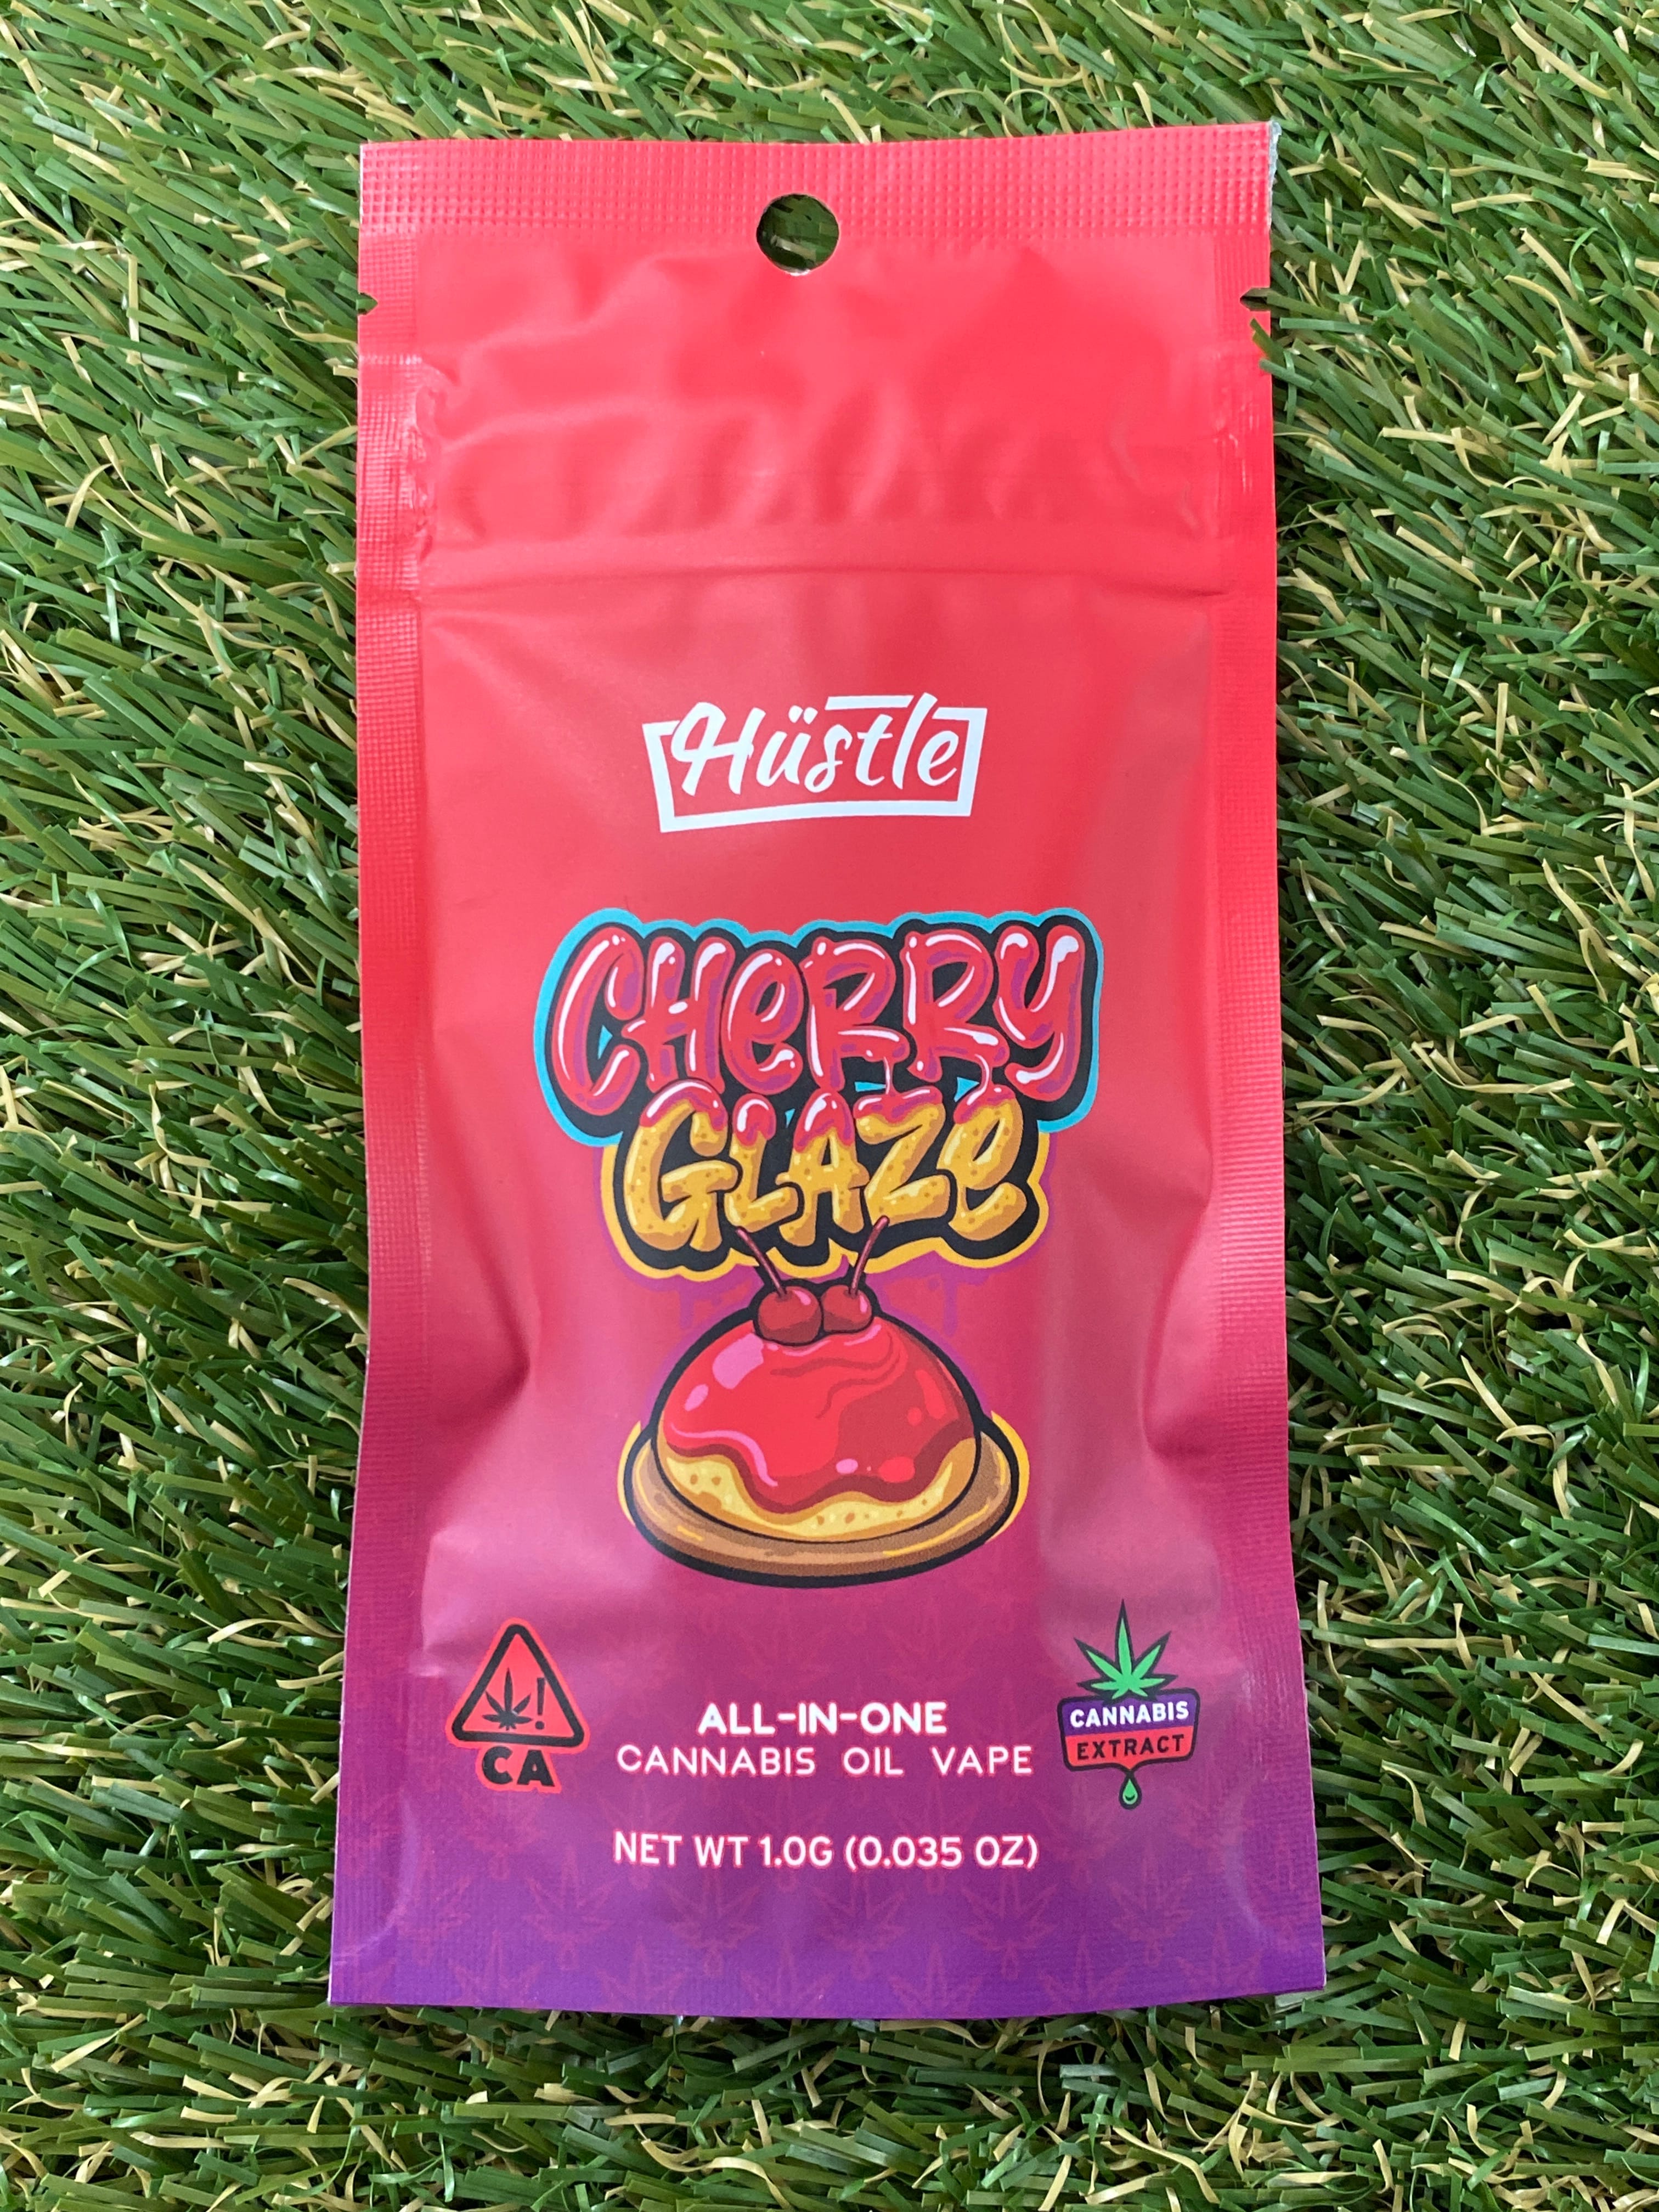 Hüstle
CHeRRy
GLAZe
!
CA
ALL-IN-ONE
CANNABIS OIL VAPE
CANNABIS
EXTRACT
NET WT 1.0G (0.035 OZ)